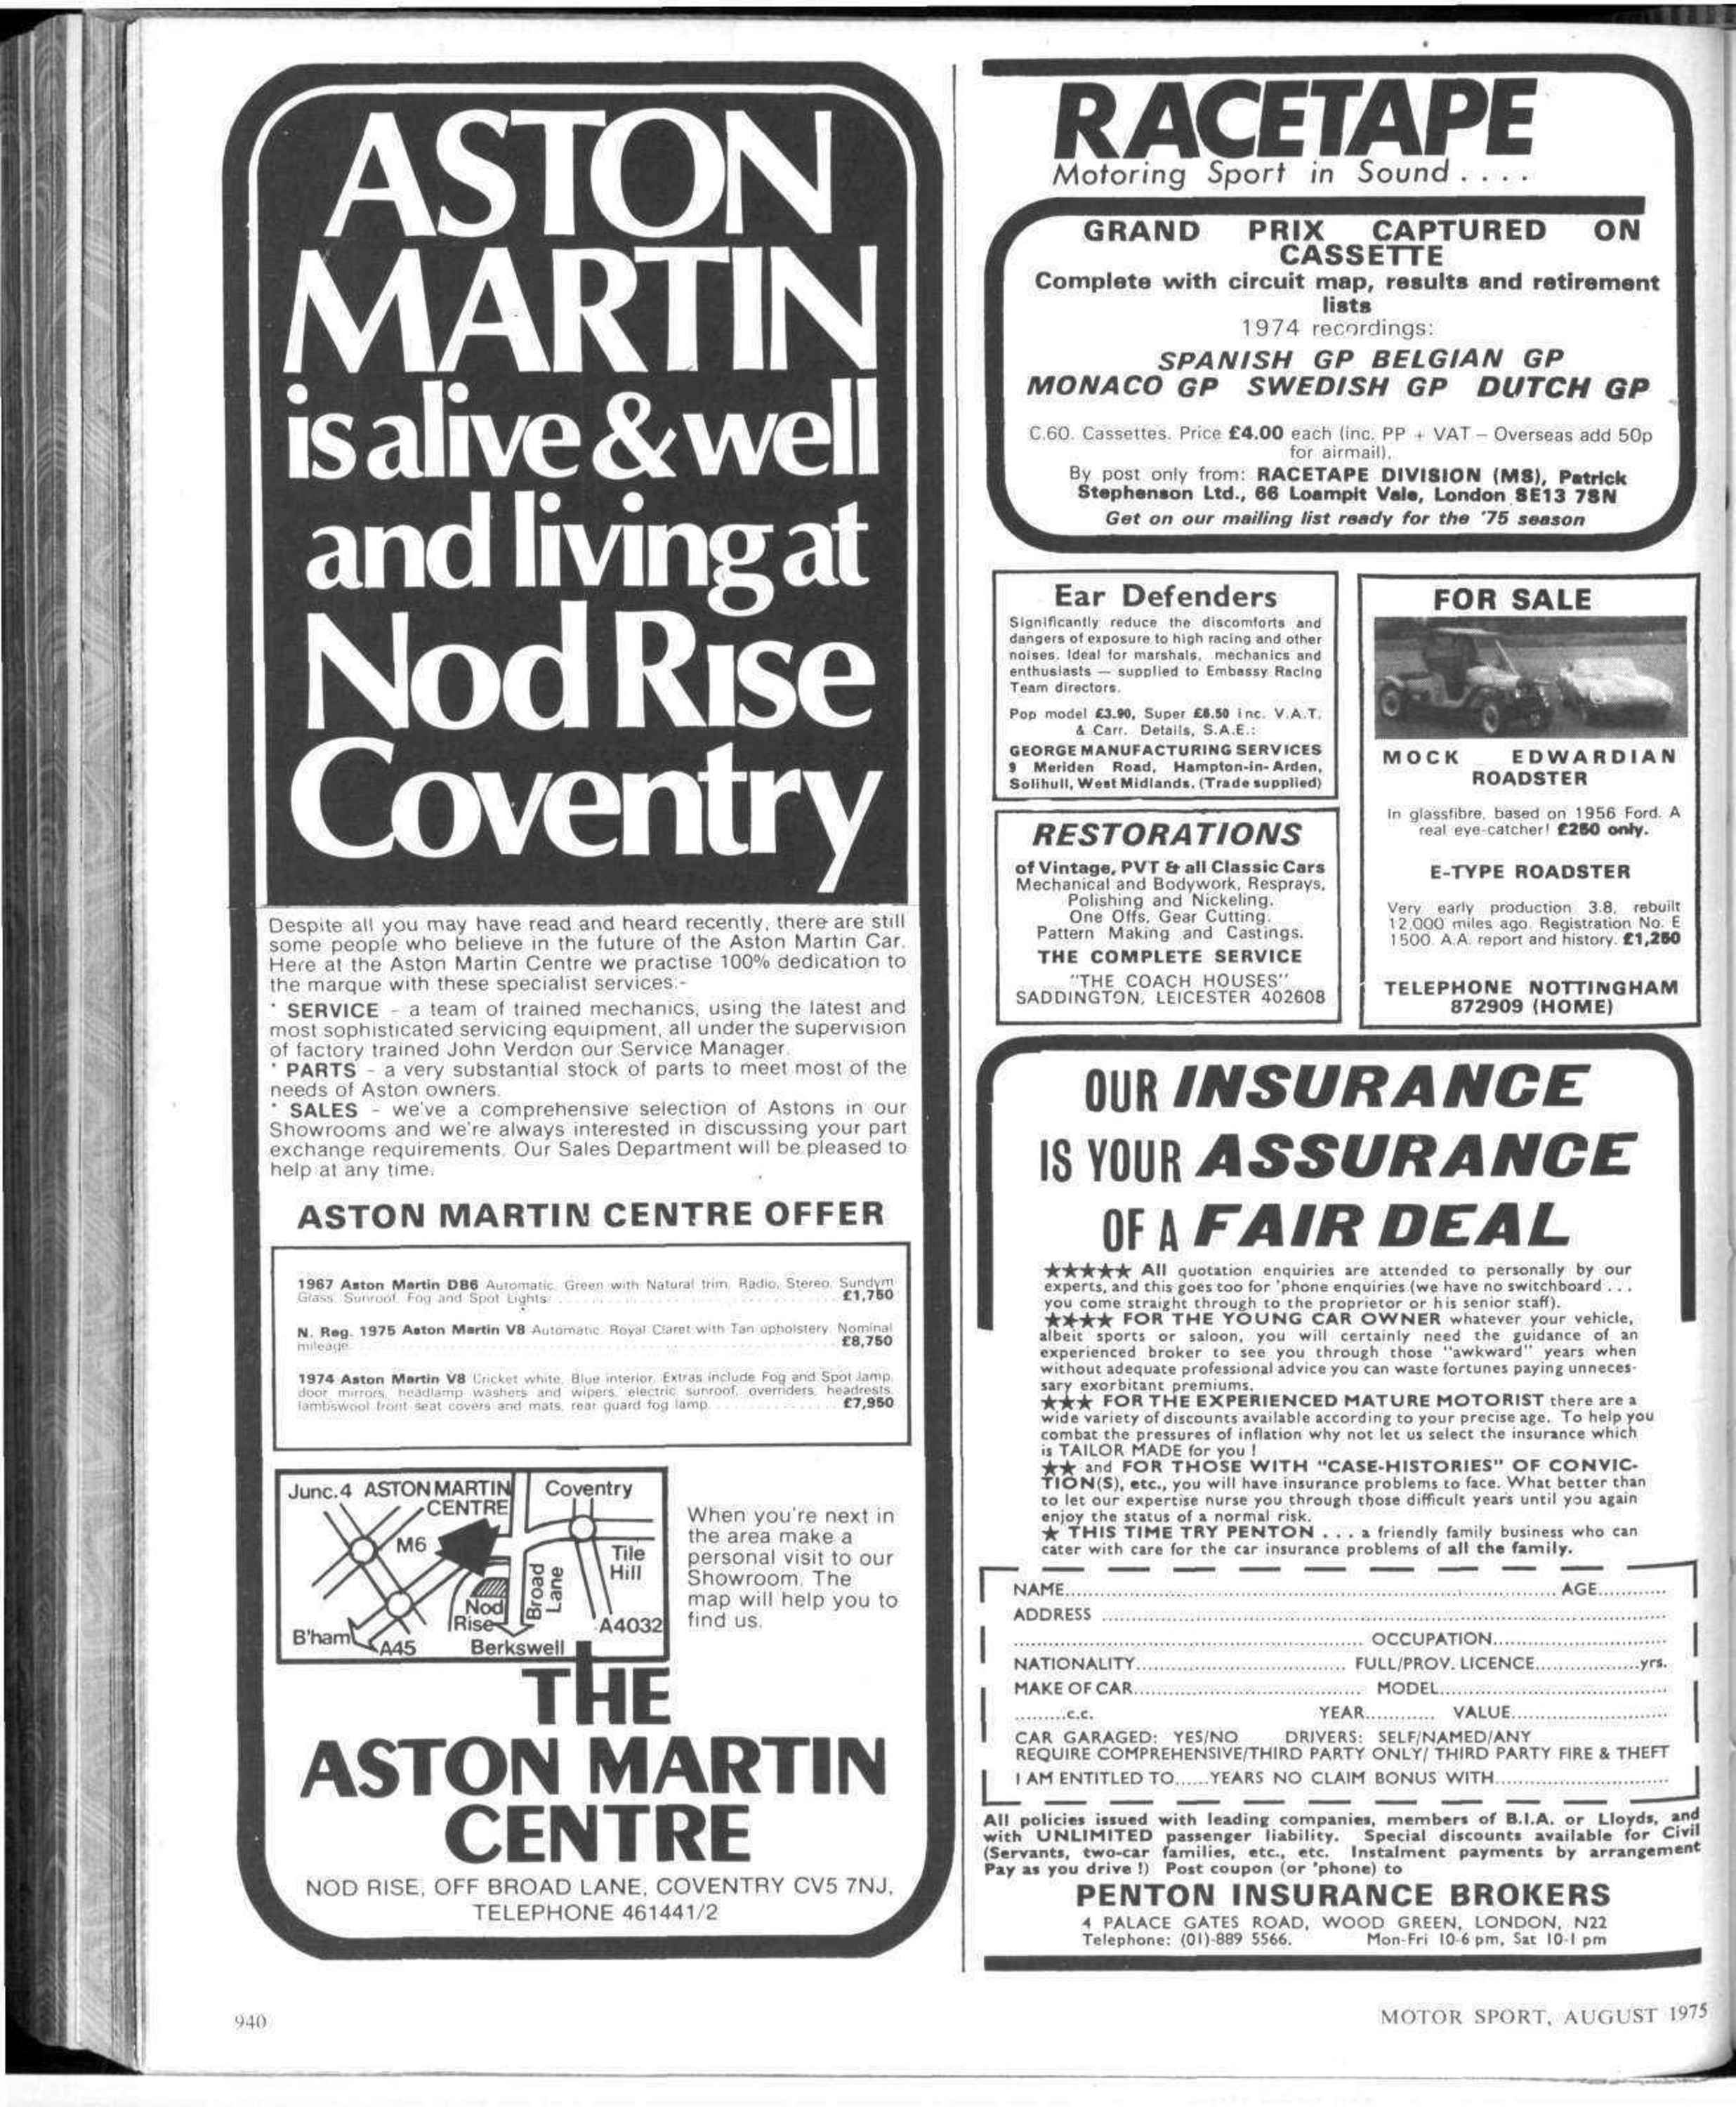 ASTON
MARTIN
is alive & well
and living at
Nod Rise
Coventry
Despite all you may have read and heard recently, there are still
some people who believe in the future of the Aston Martin Car.
Here at the Aston Martin Centre we practise 100% dedication to
the marque with these specialist services:-
* SERVICE - a team of trained mechanics, using the latest and
most sophisticated servicing equipment, all under the supervision
of factory trained John Verdon our Service Manager.
* PARTS - a very substantial stock of parts to meet most of the
needs of Aston owners.
* SALES - we've a comprehensive selection of Astons in our
Showrooms and we're always interested in discussing your part
exchange requirements. Our Sales Department will be pleased to
help at any time.
ASTON MARTIN CENTRE OFFER
1967 Aston Martin DB6 Automatic. Green with Natural trim. Radio, Stereo, Sundym
Glass. Sunroof. Fog and Spot Lights. .......... £1,750
N. Reg. 1975 Aston Martin V8 Automatic. Royal Claret with Tan upholstery. Nominal
mileage. .......... £8,750
1974 Aston Martin V8 Cricket white. Blue interior. Extras include Fog and Spot lamp,
door mirrors, headlamp washers and wipers, electric sunroof, overriders, headrests,
lambswool front seat covers and mats, rear guard fog lamp. .......... £7,950
Junc.4 ASTON MARTIN
CENTRE
Coventry
M6
Tile
Hill
Broad
Lane
Nod
Rise
A4032
B'ham
A45
Berkswell
When you're next in
the area make a
personal visit to our
Showroom. The
map will help you to
find us.
THE
ASTON MARTIN
CENTRE
NOD RISE, OFF BROAD LANE, COVENTRY CV5 7NJ.
TELEPHONE 461441/2
RACETAPE
Motoring Sport in Sound ....
GRAND PRIX CAPTURED ON
CASSETTE
Complete with circuit map, results and retirement
lists
1974 recordings:
SPANISH GP BELGIAN GP
MONACO GP SWEDISH GP DUTCH GP
C.60. Cassettes. Price £4.00 each (inc. PP + VAT – Overseas add 50p
for airmail).
By post only from: RACETAPE DIVISION (MS), Patrick
Stephenson Ltd., 66 Loampit Vale, London SE13 7SN
Get on our mailing list ready for the '75 season
Ear Defenders
Significantly reduce the discomforts and
dangers of exposure to high racing and other
noises. Ideal for marshals, mechanics and
enthusiasts — supplied to Embassy Racing
Team directors.
Pop model £3.90, Super £6.50 inc. V.A.T.
& Carr. Details, S.A.E.:
GEORGE MANUFACTURING SERVICES
9 Meriden Road, Hampton-in-Arden,
Solihull, West Midlands. (Trade supplied)
RESTORATIONS
of Vintage, PVT & all Classic Cars
Mechanical and Bodywork, Resprays,
Polishing and Nickeling.
One Offs, Gear Cutting.
Pattern Making and Castings.
THE COMPLETE SERVICE
"THE COACH HOUSES"
SADDINGTON, LEICESTER 402608
FOR SALE
MOCK EDWARDIAN
ROADSTER
In glassfibre, based on 1956 Ford. A
real eye-catcher! £250 only.
E-TYPE ROADSTER
Very early production 3.8, rebuilt
12,000 miles ago. Registration No. E
1500. A.A. report and history. £1,250
TELEPHONE NOTTINGHAM
872909 (HOME)
OUR INSURANCE
IS YOUR ASSURANCE
OF A FAIR DEAL
★★★★★ All quotation enquiries are attended to personally by our
experts, and this goes too for 'phone enquiries (we have no switchboard ...
you come straight through to the proprietor or his senior staff).
★★★★ FOR THE YOUNG CAR OWNER whatever your vehicle,
albeit sports or saloon, you will certainly need the guidance of an
experienced broker to see you through those "awkward" years when
without adequate professional advice you can waste fortunes paying unneces-
sary exorbitant premiums.
★★★ FOR THE EXPERIENCED MATURE MOTORIST there are a
wide variety of discounts available according to your precise age. To help you
combat the pressures of inflation why not let us select the insurance which
is TAILOR MADE for you !
★★ and FOR THOSE WITH "CASE-HISTORIES" OF CONVIC-
TION(S), etc., you will have insurance problems to face. What better than
to let our expertise nurse you through those difficult years until you again
enjoy the status of a normal risk.
★ THIS TIME TRY PENTON ... a friendly family business who can
cater with care for the car insurance problems of all the family.
NAME.......... AGE..........
ADDRESS ..........
.......... OCCUPATION..........
NATIONALITY.......... FULL/PROV. LICENCE..........yrs.
MAKE OF CAR.......... MODEL..........
.........c.c. YEAR.......... VALUE..........
CAR GARAGED: YES/NO DRIVERS: SELF/NAMED/ANY
REQUIRE COMPREHENSIVE/THIRD PARTY ONLY/ THIRD PARTY FIRE & THEFT
I AM ENTITLED TO......YEARS NO CLAIM BONUS WITH..........
All policies issued with leading companies, members of B.I.A. or Lloyds, and
with UNLIMITED passenger liability. Special discounts available for Civil
(Servants, two-car families, etc., etc. Instalment payments by arrangement
Pay as you drive !) Post coupon (or 'phone) to
PENTON INSURANCE BROKERS
4 PALACE GATES ROAD, WOOD GREEN, LONDON, N22
Telephone: (01)-889 5566. Mon-Fri 10-6 pm, Sat 10-1 pm
940
MOTOR SPORT, AUGUST 1975